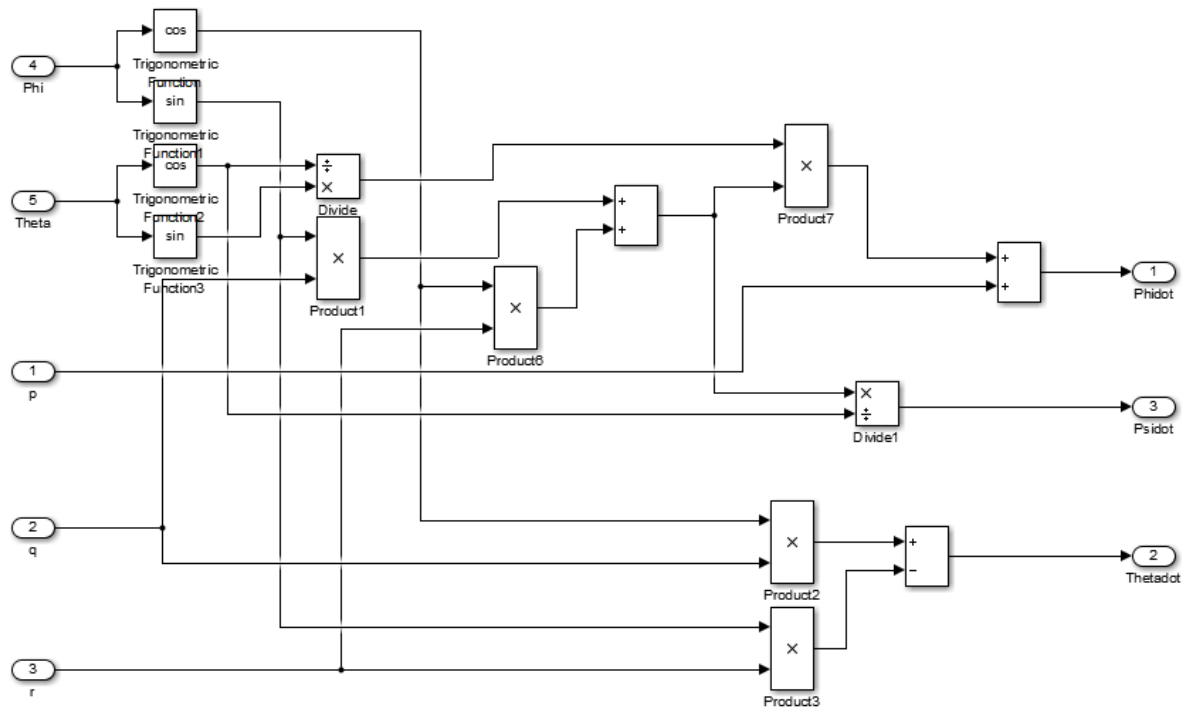 cos
4
Phi
Trigonometric
Function
sin
Trigonometric
Function1
cos
5
Theta
Trigonometric
Function2
sin
Trigonometric
Function3
÷
×
Divide
×
Product1
+
+
×
Product7
×
Product6
+
+
1
Phidot
1
p
×
÷
Divide1
3
Psidot
2
q
×
Product2
+
−
2
Thetadot
×
Product3
3
r